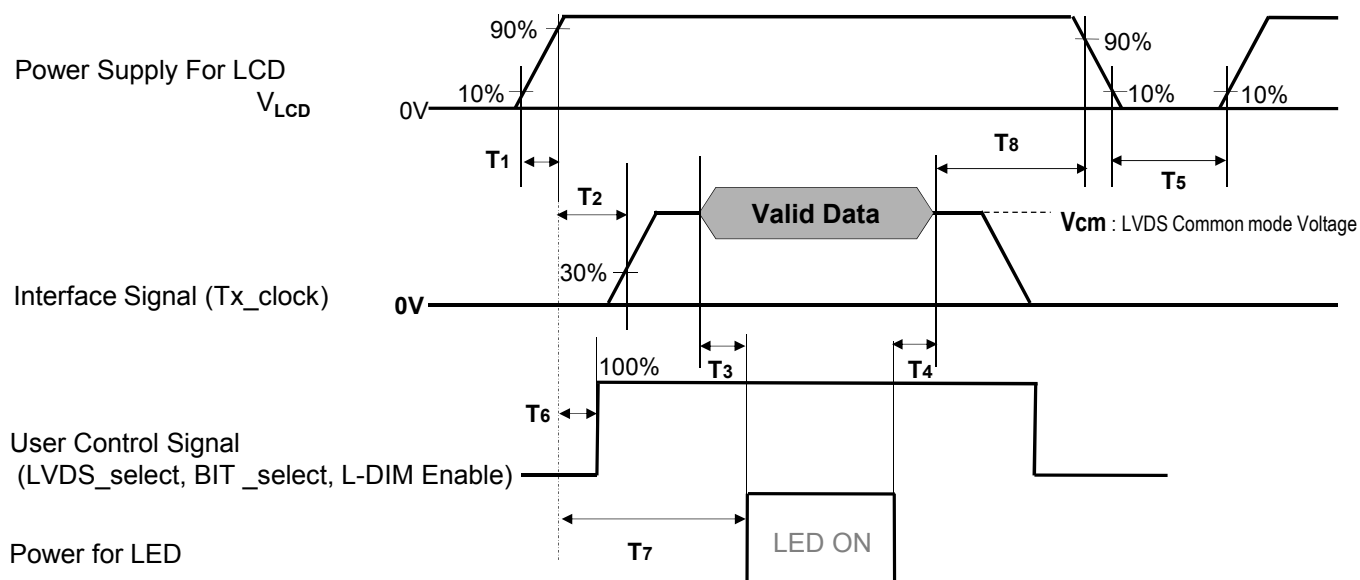 90%
90%
Power Supply For LCD
VLCD
10%
10%
10%
0V
T1
T8
T2
T5
Valid Data
Vcm : LVDS Common mode Voltage
30%
Interface Signal (Tx_clock)
0V
100%
T3
T4
T6
User Control Signal
(LVDS_select, BIT _select, L-DIM Enable)
T7
LED ON
Power for LED